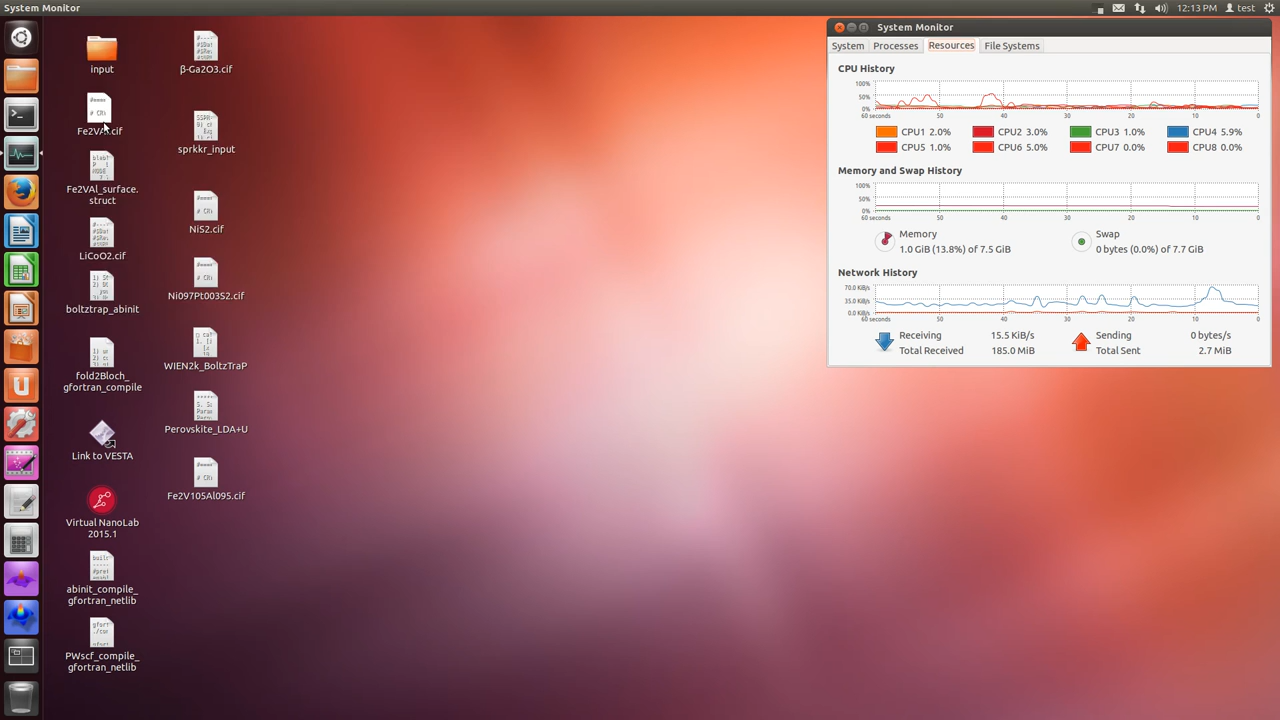 System Monitor
12:13 PM
test
input
Fe2VAl.cif
Fe2VAl_surface.
struct
LiCoO2.cif
boltztrap_abinit
fold2Bloch_
gfortran_compile
Link to VESTA
Virtual NanoLab
2015.1
abinit_compile_
gfortran_netlib
PWscf_compile_
gfortran_netlib
β-Ga2O3.cif
sprkkr_input
NiS2.cif
Ni097Pt003S2.cif
WIEN2k_BoltzTraP
Perovskite_LDA+U
Fe2V105Al095.cif
System Monitor
System Processes Resources File Systems
CPU History
100%
50%
0%
60 seconds 50 40 30 20 10 0
CPU1 2.0% CPU2 3.0% CPU3 1.0% CPU4 5.9%
CPU5 1.0% CPU6 5.0% CPU7 0.0% CPU8 0.0%
Memory and Swap History
100%
50%
0%
60 seconds 50 40 30 20 10 0
Memory
1.0 GiB (13.8%) of 7.5 GiB
Swap
0 bytes (0.0%) of 7.7 GiB
Network History
70.0 KiB/s
35.0 KiB/s
0.0 KiB/s
60 seconds 50 40 30 20 10 0
Receiving 15.5 KiB/s
Total Received 185.0 MiB
Sending 0 bytes/s
Total Sent 2.7 MiB